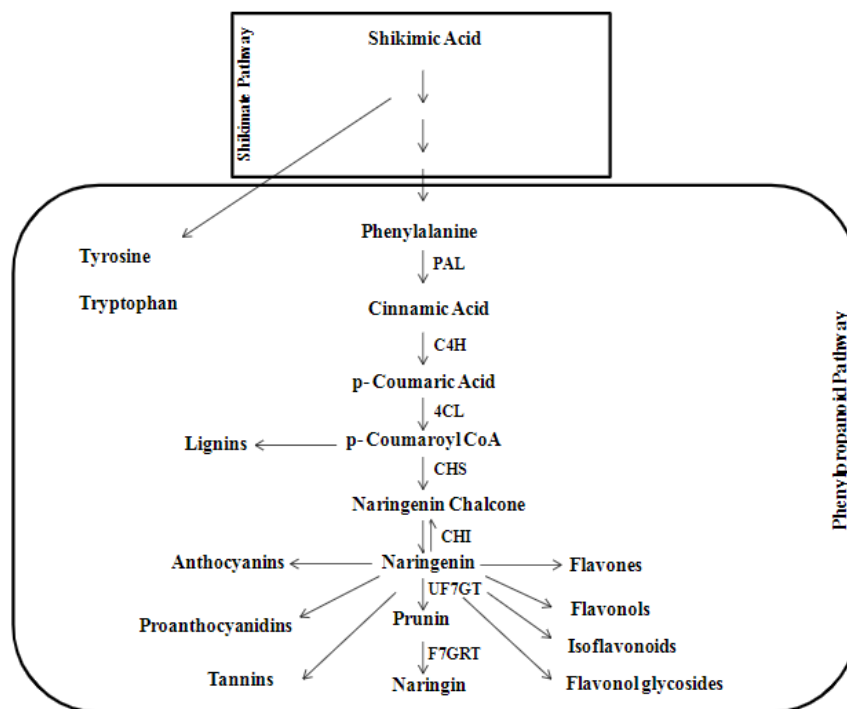 Shikimic Acid
Shikimate Pathway
Phenylalanine
Tyrosine
PAL
Tryptophan
Cinnamic Acid
C4H
p- Coumaric Acid
4CL
Lignins
p- Coumaroyl CoA
CHS
Phenylpropanoid Pathway
Naringenin Chalcone
CHI
Anthocyanins
Naringenin
Flavones
UF7GT
Flavonols
Proanthocyanidins
Prunin
Isoflavonoids
F7GRT
Tannins
Naringin
Flavonol glycosides